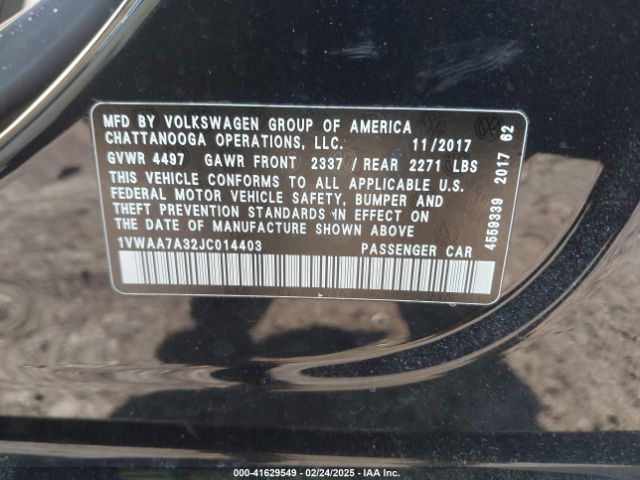 MFD BY VOLKSWAGEN GROUP OF AMERICA
CHATTANOOGA OPERATIONS, LLC. 11/2017
GVWR 4497 GAWR FRONT 2337 / REAR 2271 LBS
THIS VEHICLE CONFORMS TO ALL APPLICABLE U.S.
FEDERAL MOTOR VEHICLE SAFETY, BUMPER AND
THEFT PREVENTION STANDARDS IN EFFECT ON
THE DATE OF MANUFACTURE SHOWN ABOVE
1VWAA7A32JC014403 PASSENGER CAR
4559339 2017 62
000-41629549 - 02/24/2025 - IAA Inc.